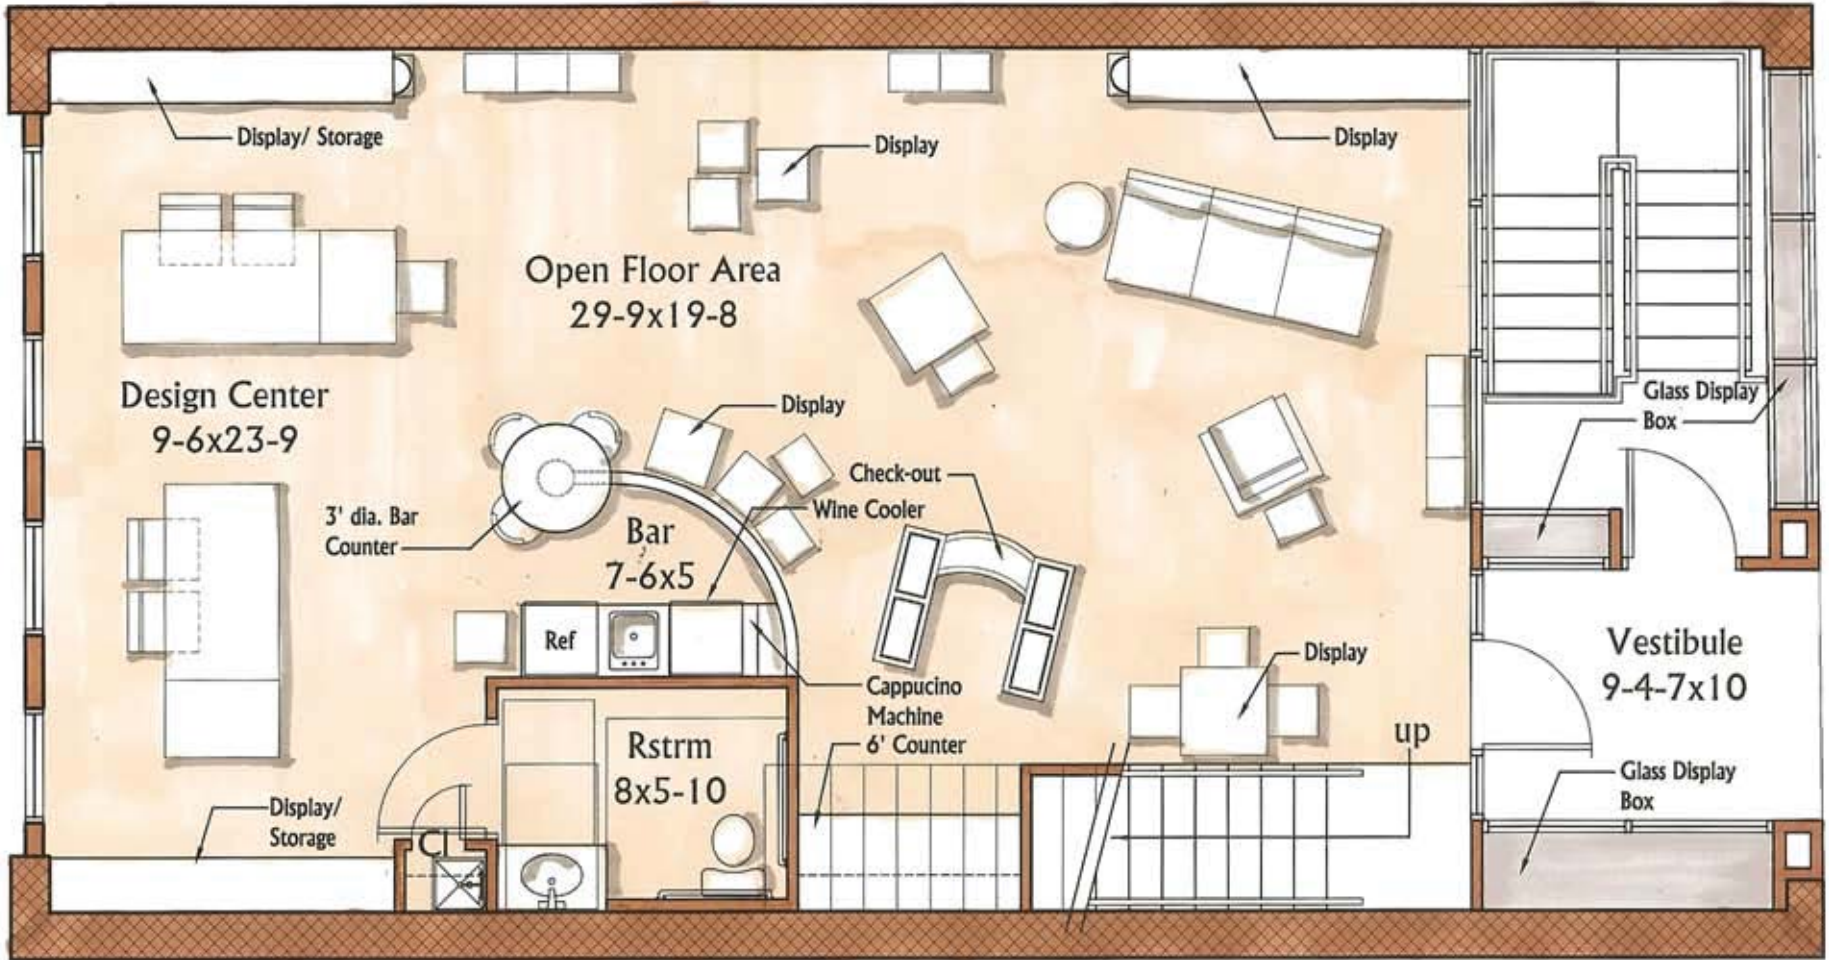 Display/ Storage
Display
Display
Open Floor Area
29-9x19-8
Design Center
9-6x23-9
Display
Glass Display
Box
3' dia. Bar
Counter
Check-out
Wine Cooler
Bar
7-6x5
Ref
Display
Vestibule
9-4-7x10
Cappucino
Machine
6' Counter
up
Rstrm
8x5-10
Glass Display
Box
Display/
Storage
Cl